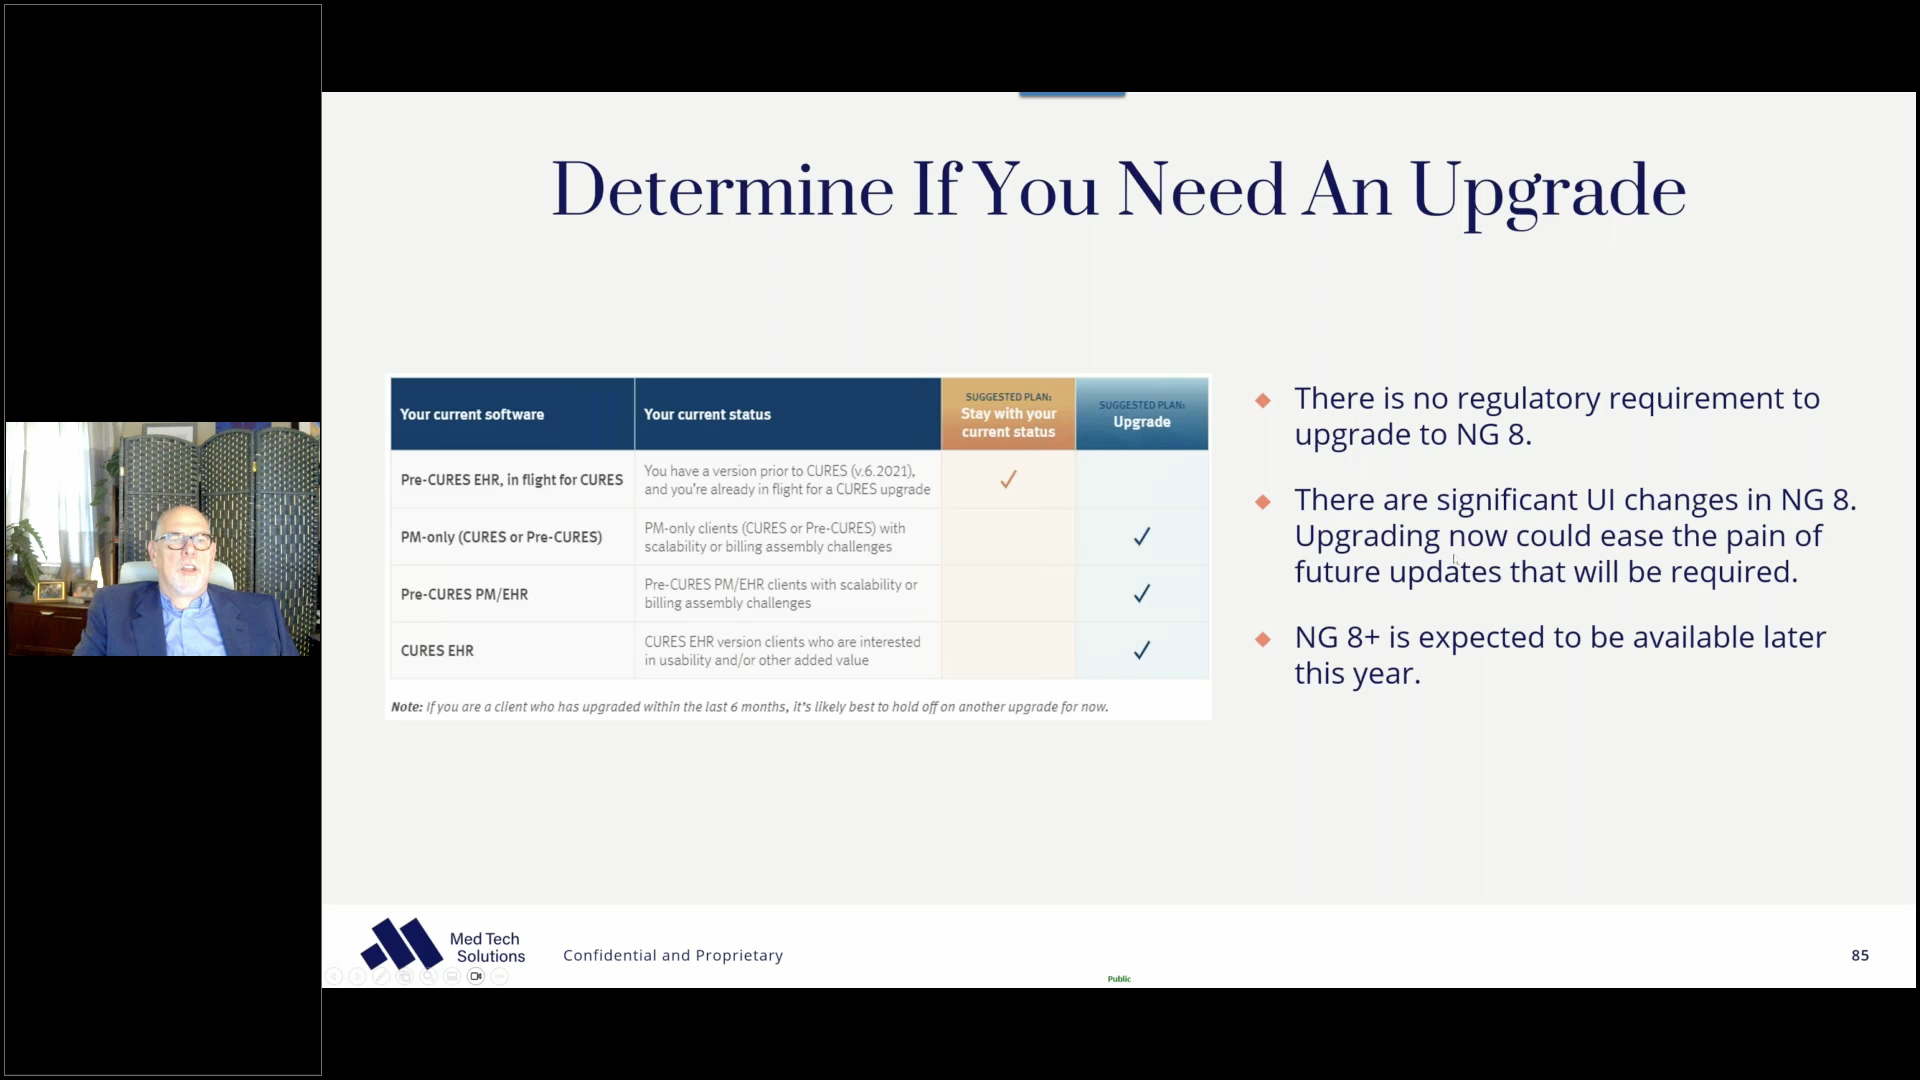 Determine If You Need An Upgrade
Your current software
Your current status
SUGGESTED PLAN:
Stay with your
current status
SUGGESTED PLAN:
Upgrade
Pre-CURES EHR, in flight for CURES
You have a version prior to CURES (v.6.2021),
and you're already in flight for a CURES upgrade
PM-only (CURES or Pre-CURES)
PM-only clients (CURES or Pre-CURES) with
scalability or billing assembly challenges
Pre-CURES PM/EHR
Pre-CURES PM/EHR clients with scalability or
billing assembly challenges
CURES EHR
CURES EHR version clients who are interested
in usability and/or other added value
Note: If you are a client who has upgraded within the last 6 months, it's likely best to hold off on another upgrade for now.
There is no regulatory requirement to
upgrade to NG 8.
There are significant UI changes in NG 8.
Upgrading now could ease the pain of
future updates that will be required.
NG 8+ is expected to be available later
this year.
Med Tech
Solutions
Confidential and Proprietary
85
Public